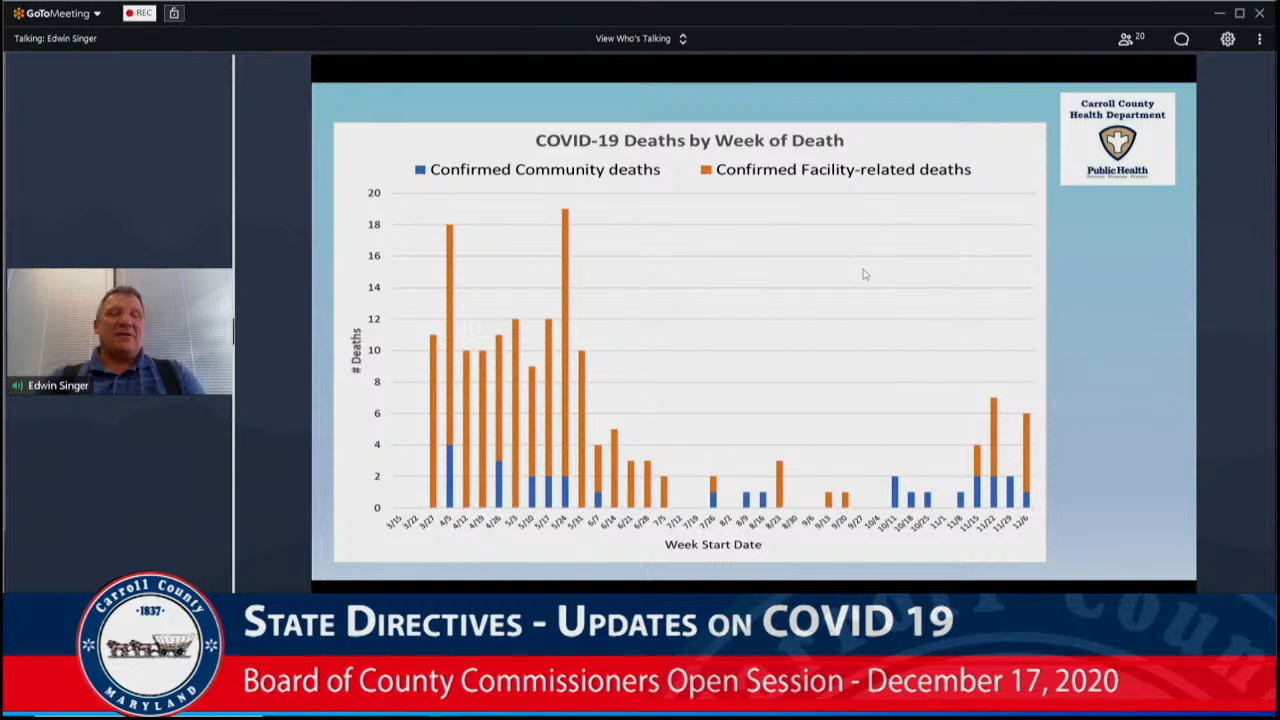 GoToMeeting
REC
Talking: Edwin Singer
View Who's Talking
20
Carroll County
Health Department
Public Health
COVID-19 Deaths by Week of Death
Confirmed Community deaths
Confirmed Facility-related deaths
20
18
16
14
12
10
8
6
4
2
0
# Deaths
3/15 3/22 3/27 4/5 4/12 4/19 4/26 5/3 5/10 5/17 5/24 5/31 6/7 6/14 6/21 6/28 7/5 7/12 7/19 7/26 8/2 8/9 8/16 8/23 8/30 9/6 9/13 9/20 9/27 10/4 10/11 10/18 10/25 11/1 11/8 11/15 11/22 11/29 12/6
Week Start Date
Edwin Singer
Carroll County
1837
MARYLAND
STATE DIRECTIVES - UPDATES ON COVID 19
Board of County Commissioners Open Session - December 17, 2020